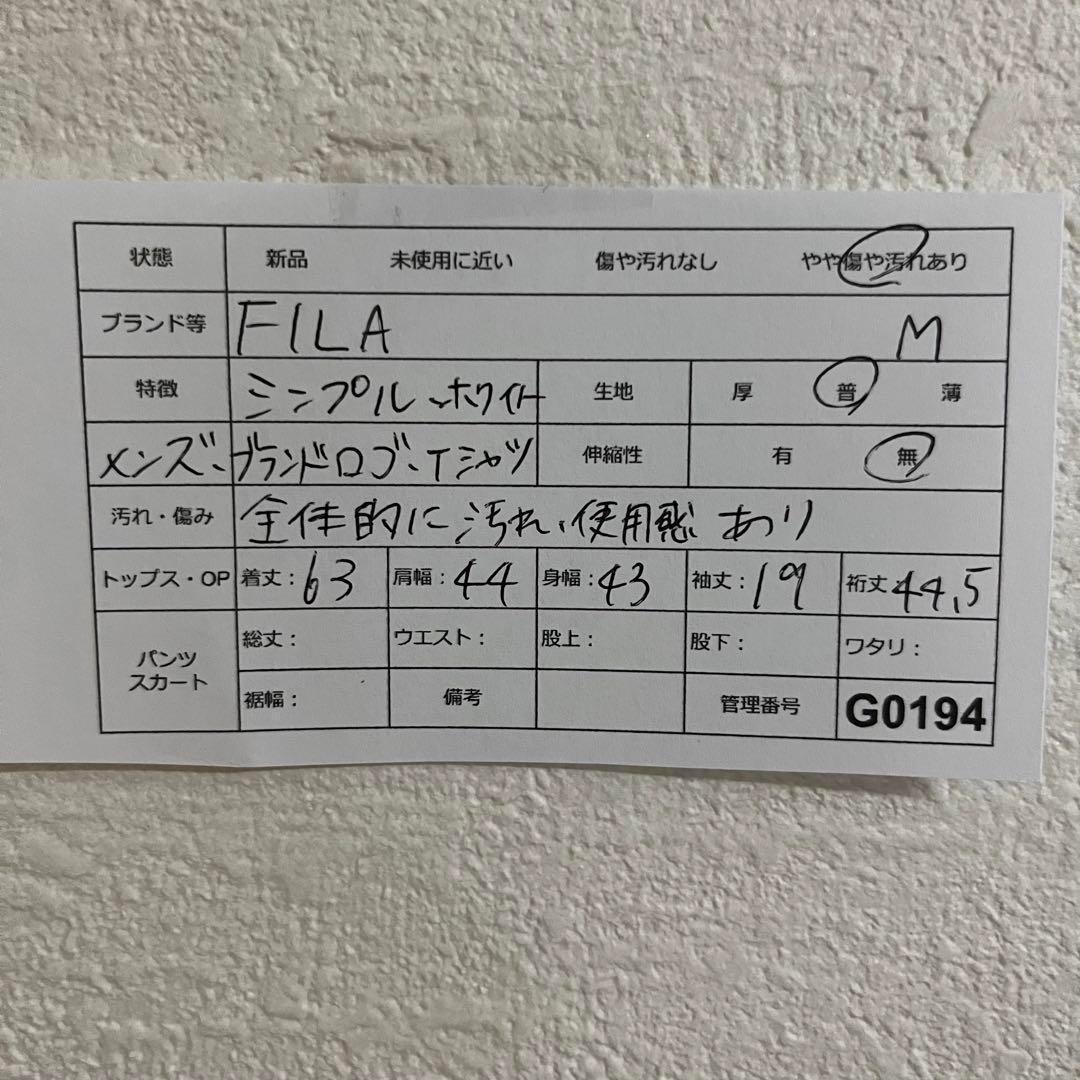 状態 新品 未使用に近い 傷や汚れなし やや傷や汚れあり
ブランド等 FILA M
特徴 シンプル、ホワイト 生地 厚 普 薄
メンズ、ブランドロゴ、Tシャツ 伸縮性 有 無
汚れ・傷み 全体的に汚れ、使用感あり
トップス・OP 着丈：63 肩幅：44 身幅：43 袖丈：19 裄丈：44.5
パンツ スカート 総丈： ウエスト： 股上： 股下： ワタリ：
裾幅： 備考 管理番号 G0194